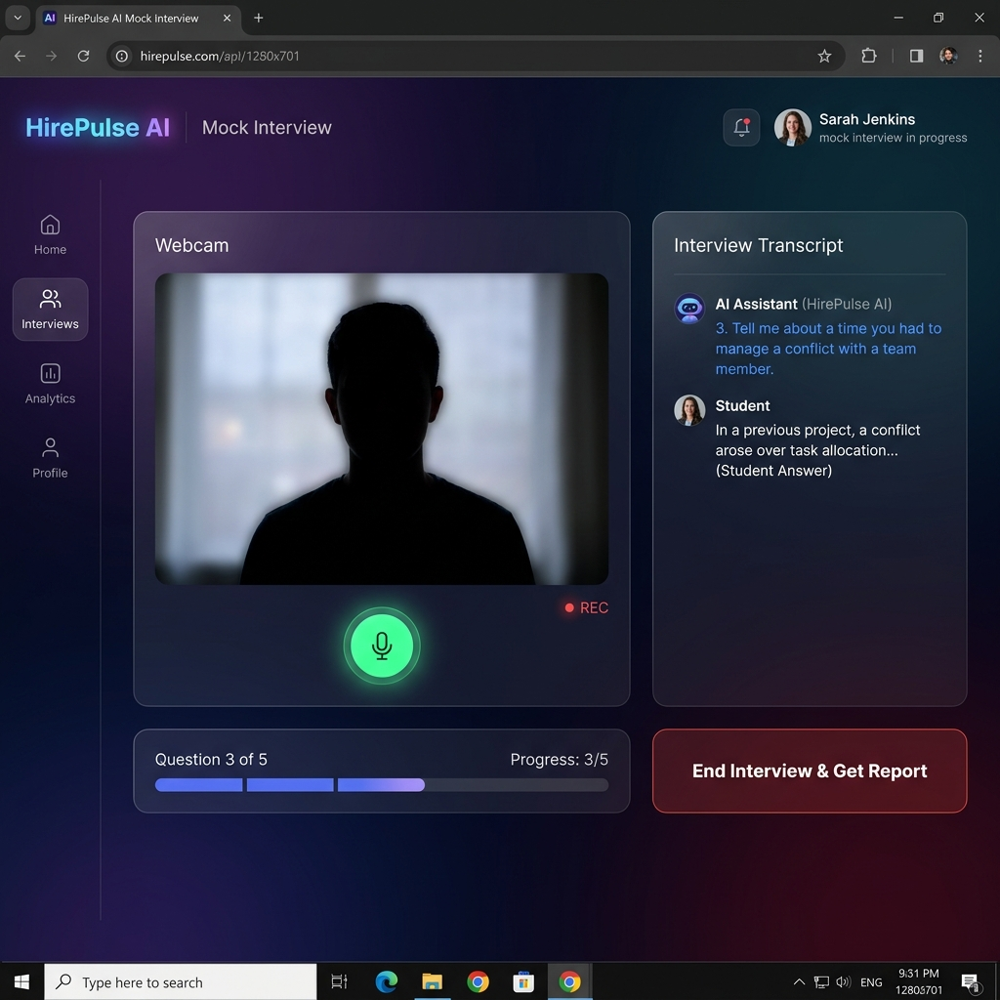 AI HirePulse AI Mock Interview
hirepulse.com/apl/1280x701
HirePulse AI
Mock Interview
Sarah Jenkins
mock interview in progress
Home
Interviews
Analytics
Profile
Webcam
REC
Interview Transcript
AI Assistant (HirePulse AI)
3. Tell me about a time you had to
manage a conflict with a team
member.
Student
In a previous project, a conflict
arose over task allocation...
(Student Answer)
Question 3 of 5
Progress: 3/5
End Interview & Get Report
Type here to search
ENG
9:31 PM